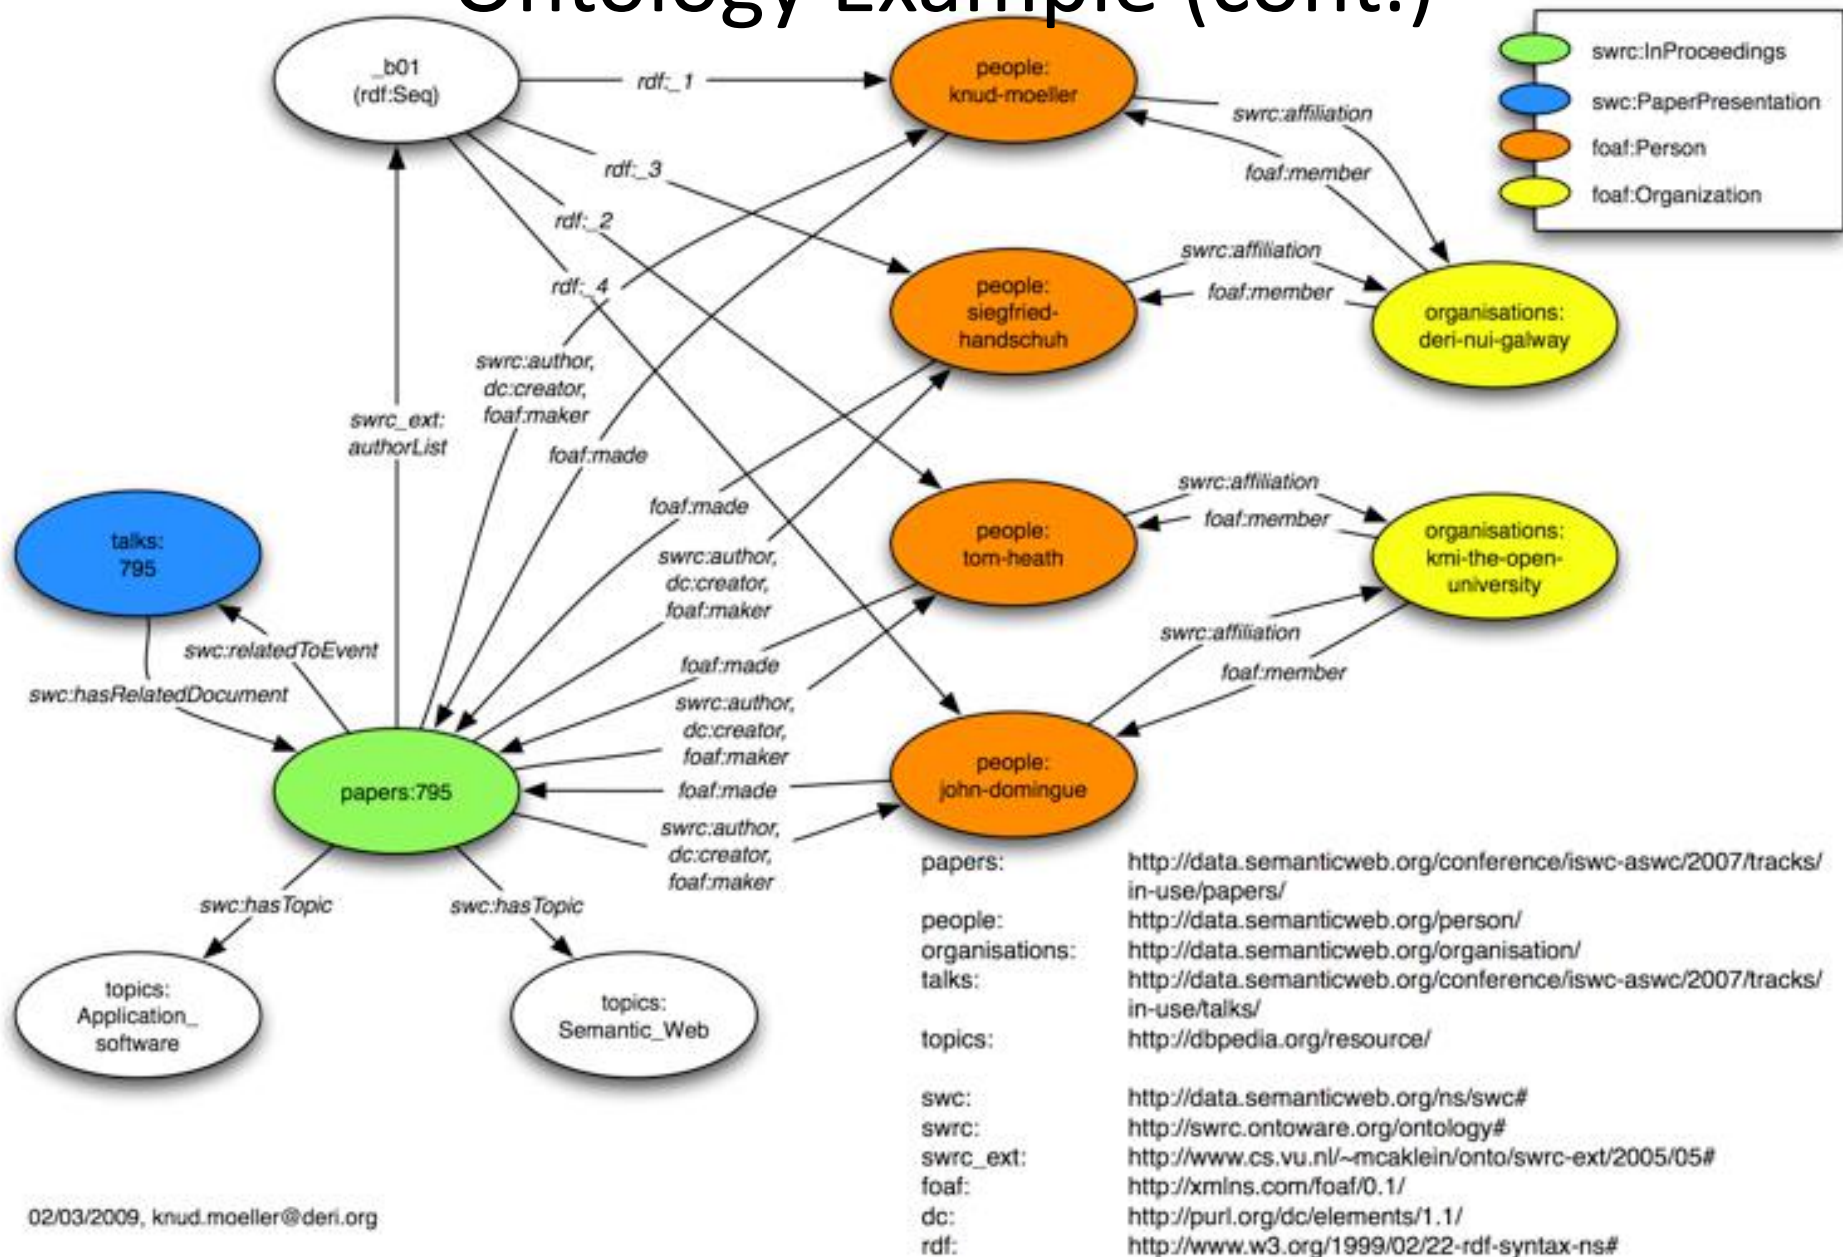 Ontology Example (cont.)
_b01
(rdf:Seq)
rdf:_1
people:
knud-moeller
swrc:affiliation
foaf:member
swrc:InProceedings
swc:PaperPresentation
foaf:Person
foaf:Organization
rdf:_3
rdf:_2
rdf:_4
people:
siegfried-
handschuh
swrc:affiliation
foaf:member
organisations:
deri-nui-galway
swrc:author,
dc:creator,
foaf:maker
swrc_ext:
authorList
foaf:made
foaf:made
people:
tom-heath
swrc:affiliation
foaf:member
organisations:
kmi-the-open-
university
talks:
795
swrc:author,
dc:creator,
foaf:maker
swc:relatedToEvent
swc:hasRelatedDocument
foaf:made
swrc:author,
dc:creator,
foaf:maker
swrc:affiliation
foaf:member
papers:795
foaf:made
people:
john-domingue
swrc:author,
dc:creator,
foaf:maker
swc:hasTopic
swc:hasTopic
topics:
Application_
software
topics:
Semantic_Web
papers: http://data.semanticweb.org/conference/iswc-aswc/2007/tracks/
in-use/papers/
people: http://data.semanticweb.org/person/
organisations: http://data.semanticweb.org/organisation/
talks: http://data.semanticweb.org/conference/iswc-aswc/2007/tracks/
in-use/talks/
topics: http://dbpedia.org/resource/
swc: http://data.semanticweb.org/ns/swc#
swrc: http://swrc.ontoware.org/ontology#
swrc_ext: http://www.cs.vu.nl/~mcaklein/onto/swrc-ext/2005/05#
foaf: http://xmlns.com/foaf/0.1/
dc: http://purl.org/dc/elements/1.1/
rdf: http://www.w3.org/1999/02/22-rdf-syntax-ns#
02/03/2009, knud.moeller@deri.org